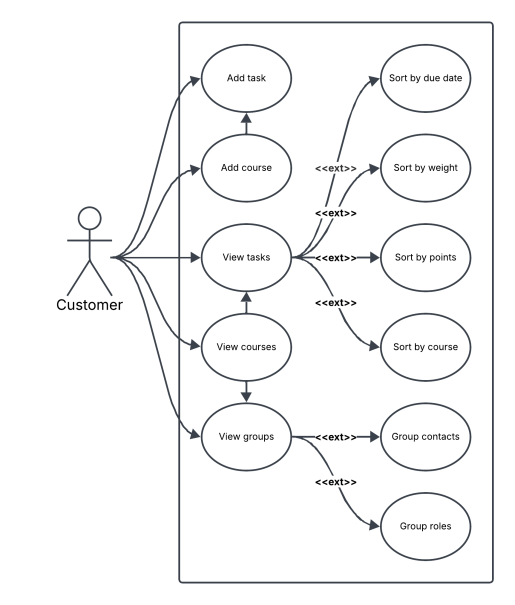 Add task
Sort by due date
Add course
<<ext>>
Sort by weight
<<ext>>
View tasks
<<ext>>
Sort by points
Customer
<<ext>>
View courses
Sort by course
View groups
<<ext>>
Group contacts
<<ext>>
Group roles